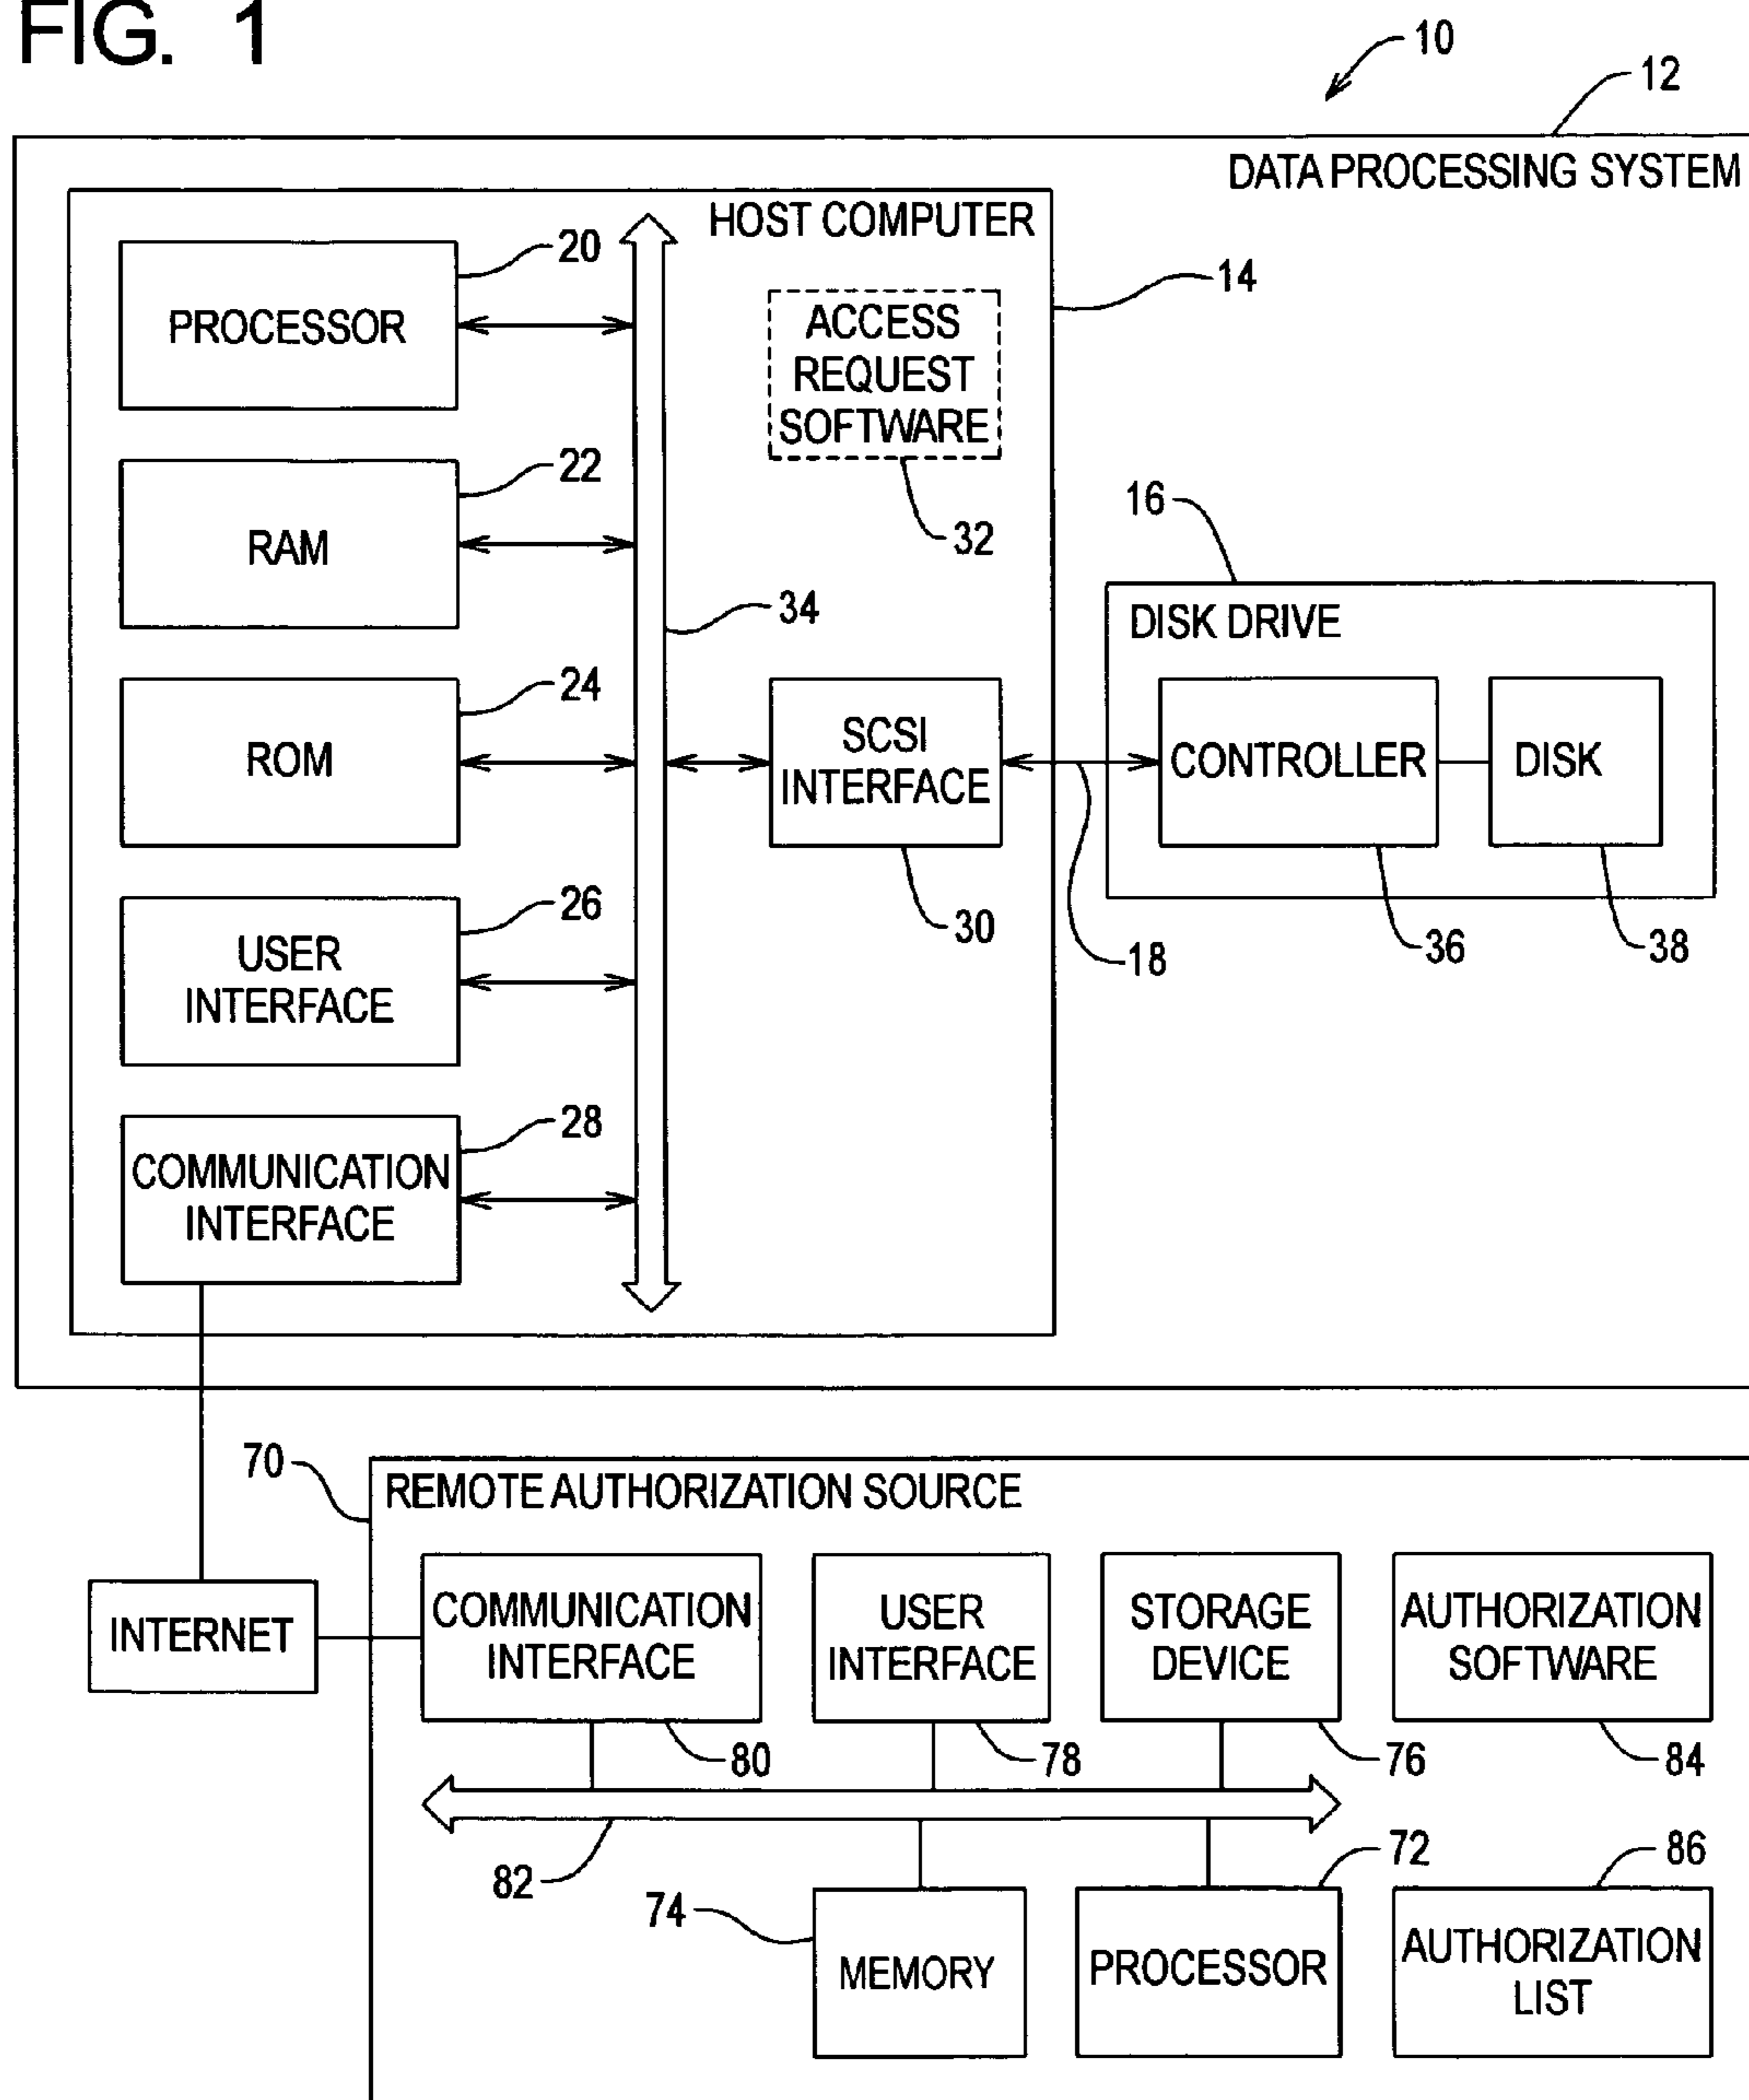 FIG. 1
10
12
DATA PROCESSING SYSTEM
HOST COMPUTER
14
PROCESSOR
20
ACCESS
REQUEST
SOFTWARE
32
RAM
22
34
16
DISK DRIVE
ROM
24
SCSI
INTERFACE
30
CONTROLLER
DISK
18
36
38
USER
INTERFACE
26
COMMUNICATION
INTERFACE
28
70
REMOTE AUTHORIZATION SOURCE
INTERNET
COMMUNICATION
INTERFACE
80
USER
INTERFACE
78
STORAGE
DEVICE
76
AUTHORIZATION
SOFTWARE
84
82
74
MEMORY
72
PROCESSOR
86
AUTHORIZATION
LIST